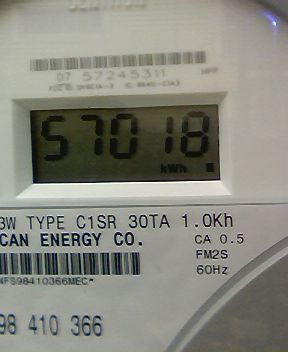 07 57245311
57018
kWh
3W TYPE C1SR 30TA 1.0Kh
CAN ENERGY CO.
CA 0.5
FM2S
60Hz
NFS98410366MEC*
98 410 366